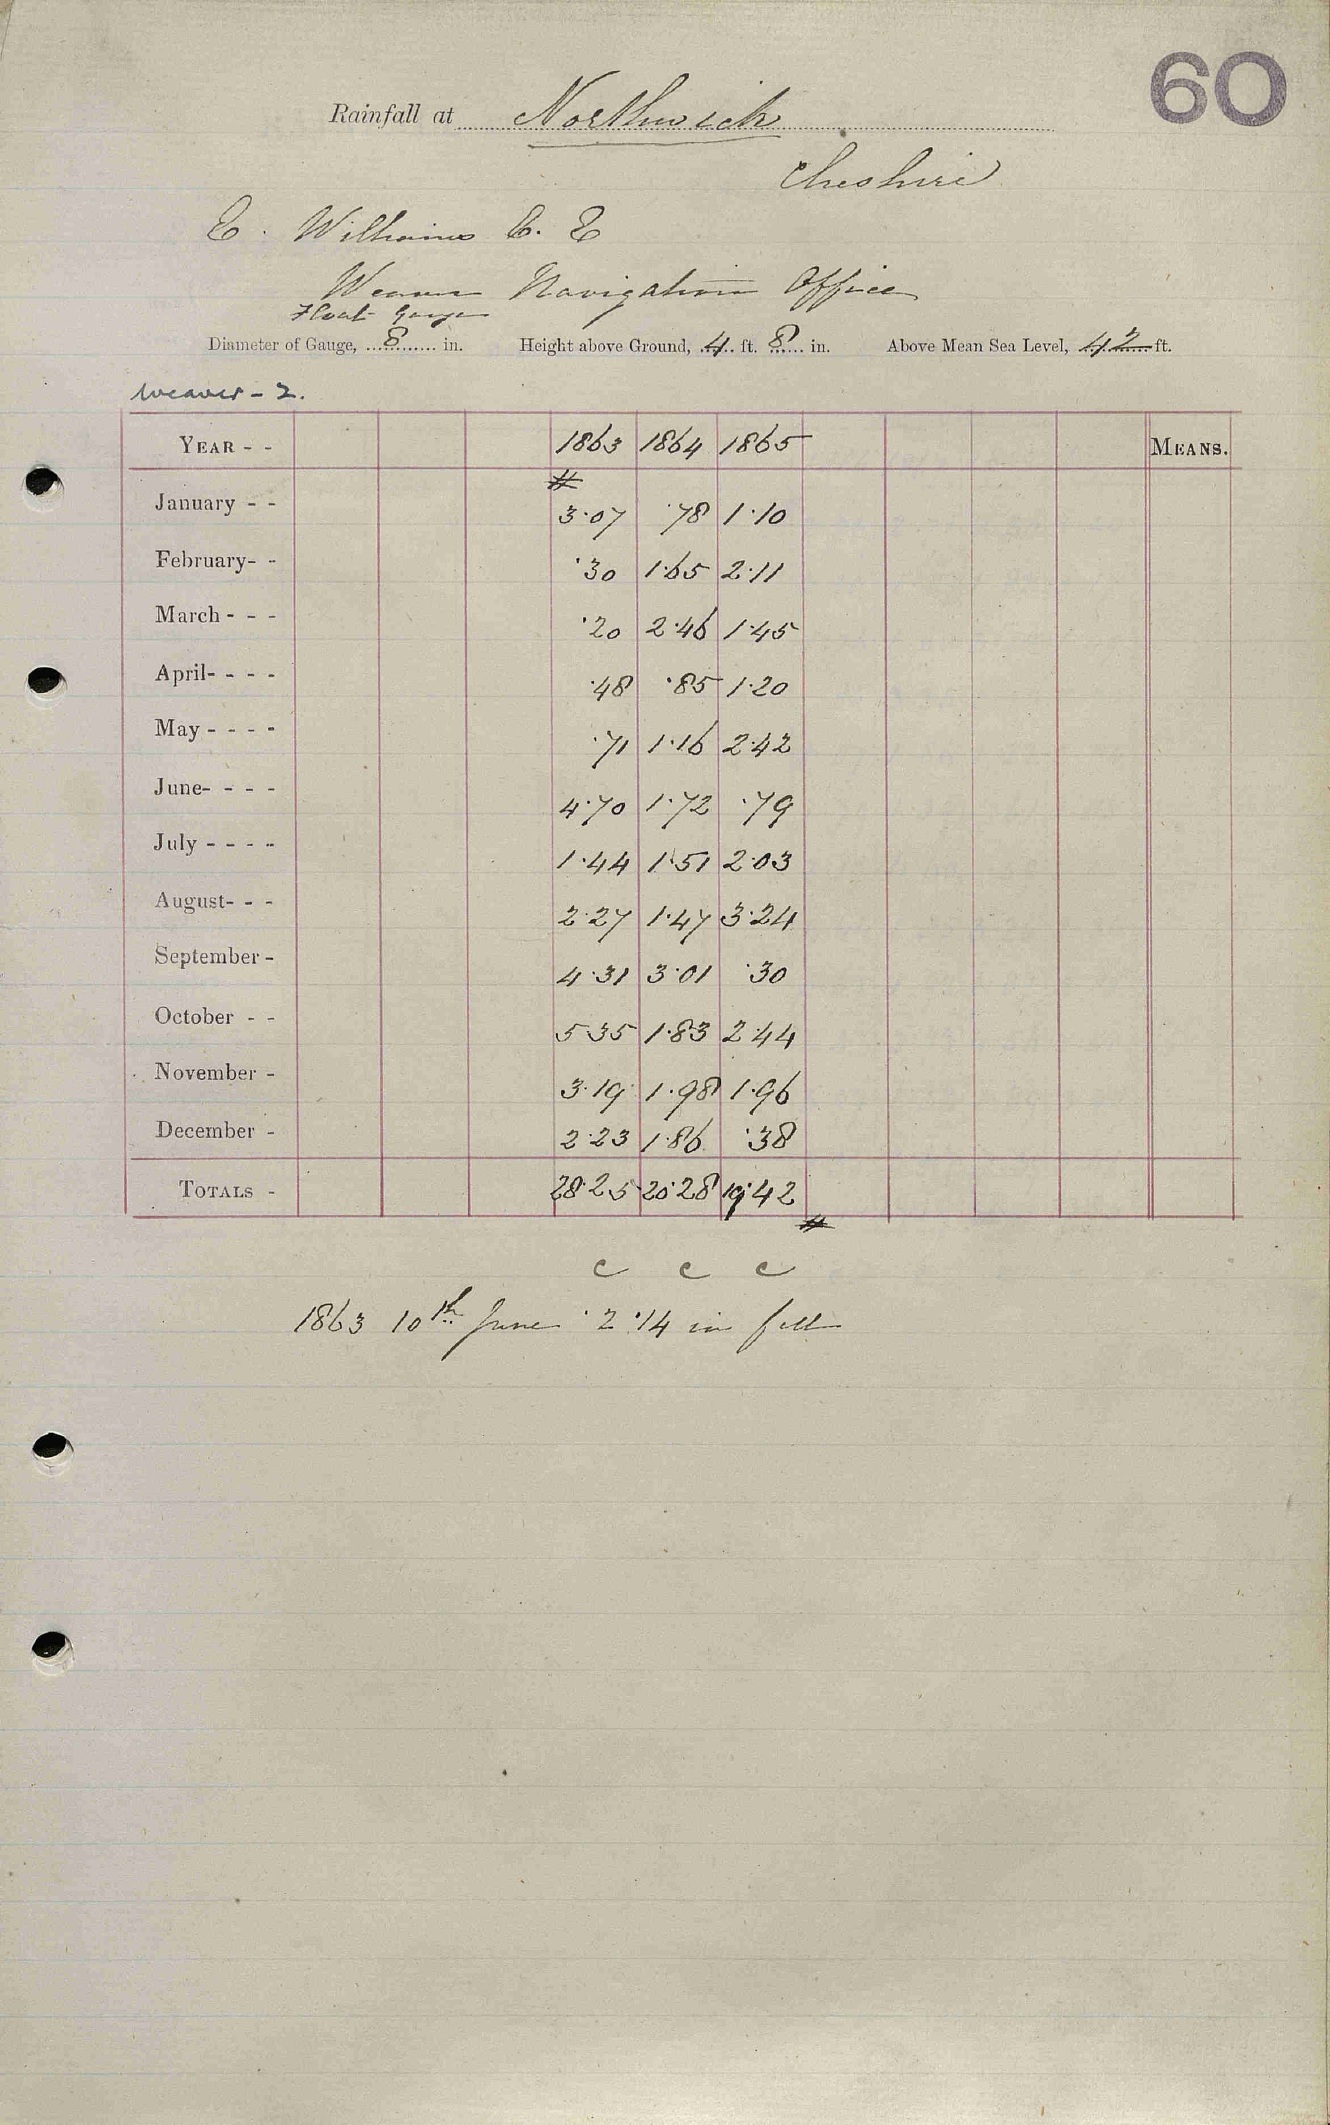 60
Rainfall at Northwich
Cheshire
E. Williams C. E
Weaver Navigation Office
Float Gauge
Diameter of Gauge, 8 in. Height above Ground, 4 ft. 8 in. Above Mean Sea Level, 42 ft.
Weaver - 2.
YEAR - - 1863 1864 1865 MEANS.
January - - 3·07 ·78 1·10
February- - ·30 1·65 2·11
March - - - ·20 2·46 1·45
April- - - - ·48 ·85 1·20
May - - - - ·71 1·16 2·42
June- - - - 4·70 1·72 ·79
July - - - - 1·44 1·51 2·03
August- - - 2·27 1·47 3·24
September - 4·31 3·01 ·30
October - - 5 35 1·83 2·44
November - 3·19 1·98 1·96
December - 2·23 1·86 ·38
TOTALS - 28·25 20·28 19·42
c c c
1863 10th June 2·14 in fell